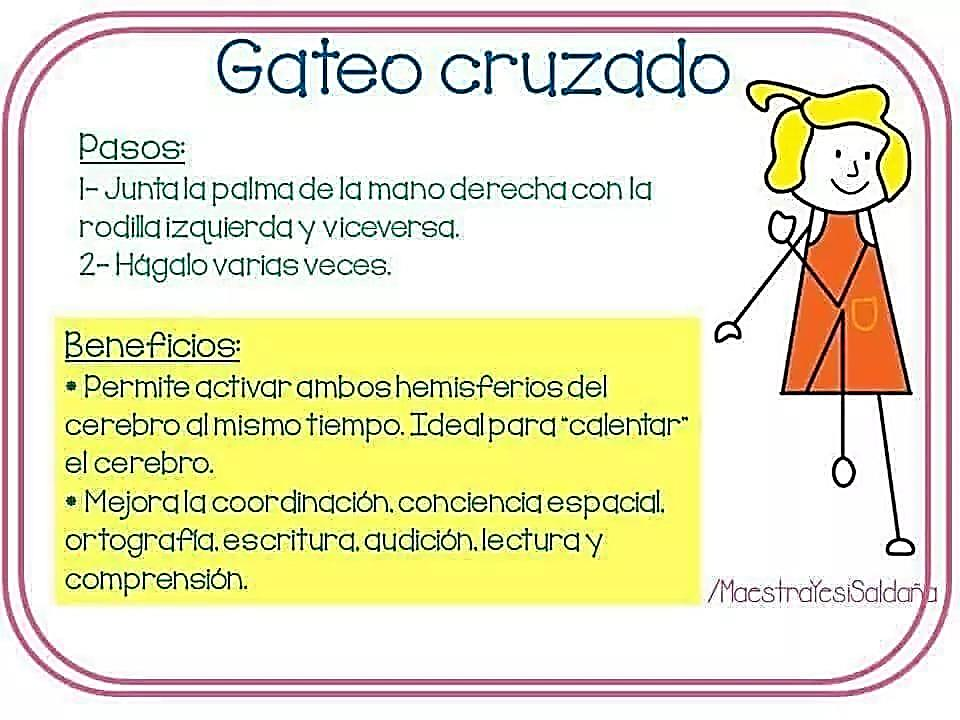 Gateo cruzado
Pasos:
1- Junta la palma de la mano derecha con la
rodilla izquierda y viceversa.
2- Hágalo varias veces.
Beneficios:
• Permite activar ambos hemisferios del
cerebro al mismo tiempo. Ideal para "calentar"
el cerebro.
• Mejora la coordinación, conciencia espacial,
ortografía, escritura, audición, lectura y
comprensión.
/MaestraYesiSaldaña